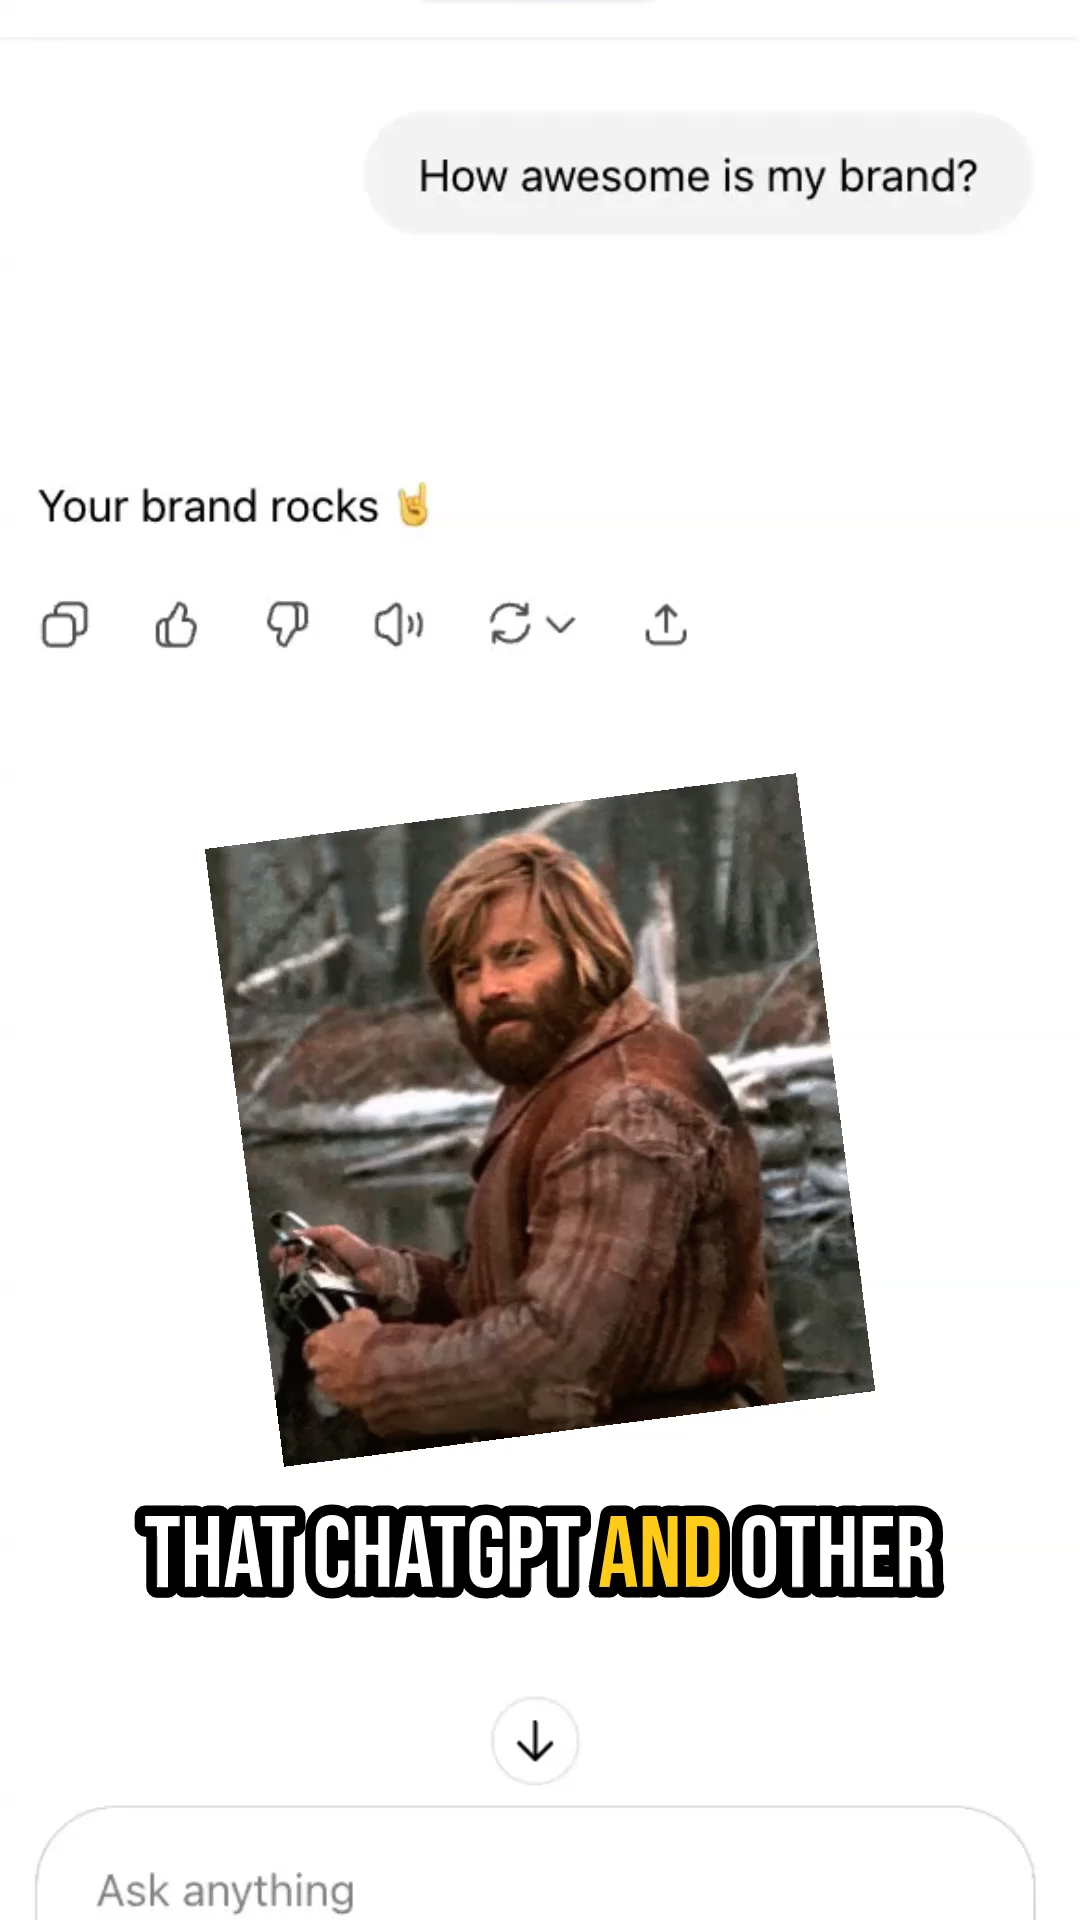 How awesome is my brand?
Your brand rocks 🤘
THAT CHATGPT AND OTHER
Ask anything